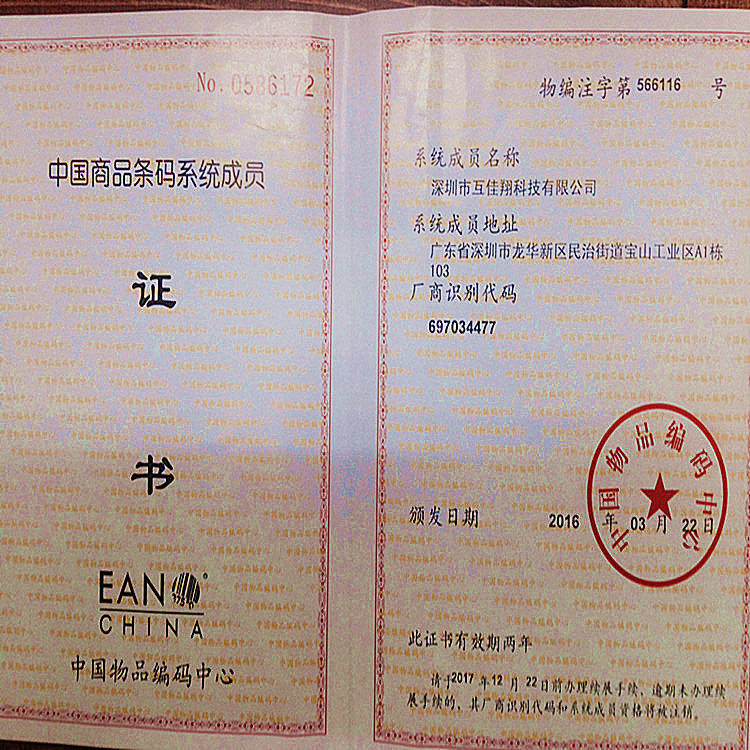 No. 0586172
中国商品条码系统成员
证
书
EAN
CHINA
中国物品编码中心
物编注字第 566116 号
系统成员名称
深圳市互佳翔科技有限公司
系统成员地址
广东省深圳市龙华新区民治街道宝山工业区A1栋
103
厂商识别代码
697034477
中国物品编码中心
颁发日期 2016 年 03 月 22 日
此证书有效期两年
请于2017 年 12 月 22 日前办理续展手续、逾期未办理续
展手续的、其厂商识别代码和系统成员资格将被注销。